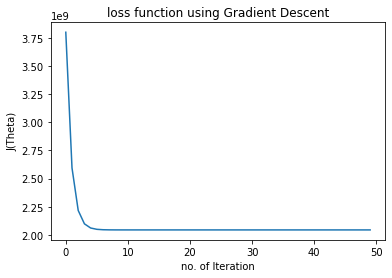 loss function using Gradient Descent
1e9
3.75
3.50
3.25
3.00
2.75
2.50
2.25
2.00
J(Theta)
0 10 20 30 40 50
no. of Iteration